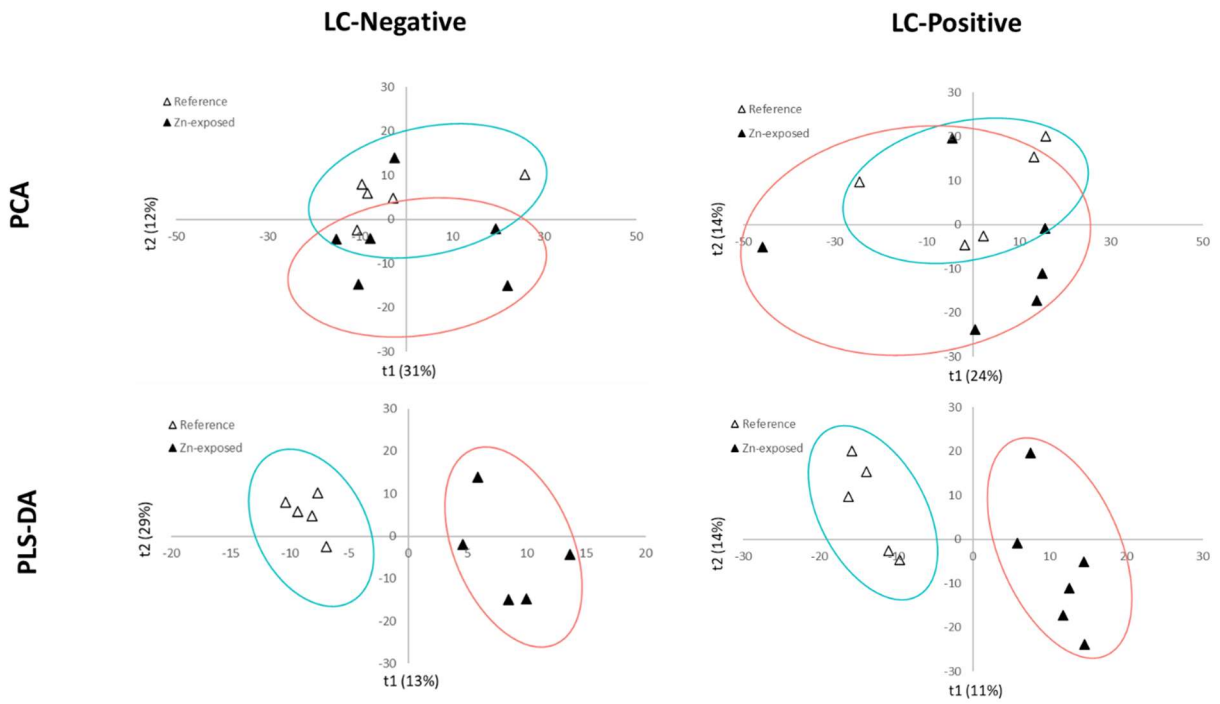 LC-Negative
LC-Positive
PCA
30
20
10
0
-10
-20
-30
-50
-30
-10
10
30
50
Reference
Zn-exposed
t2 (12%)
t1 (31%)
30
20
10
0
-10
-20
-30
-50
-30
-10
10
30
50
Reference
Zn-exposed
t2 (14%)
t1 (24%)
PLS-DA
30
20
10
0
-10
-20
-30
-20
-15
-10
-5
0
5
10
15
20
Reference
Zn-exposed
t2 (29%)
t1 (13%)
30
20
10
0
-10
-20
-30
-30
-20
-10
0
10
20
30
Reference
Zn-exposed
t2 (14%)
t1 (11%)